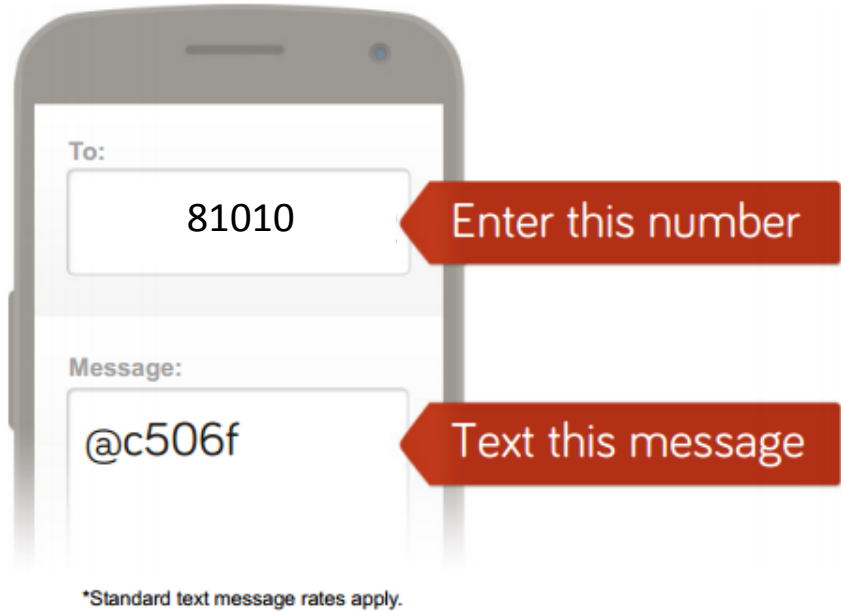 To:
81010
Enter this number
Message:
@c506f
Text this message
*Standard text message rates apply.